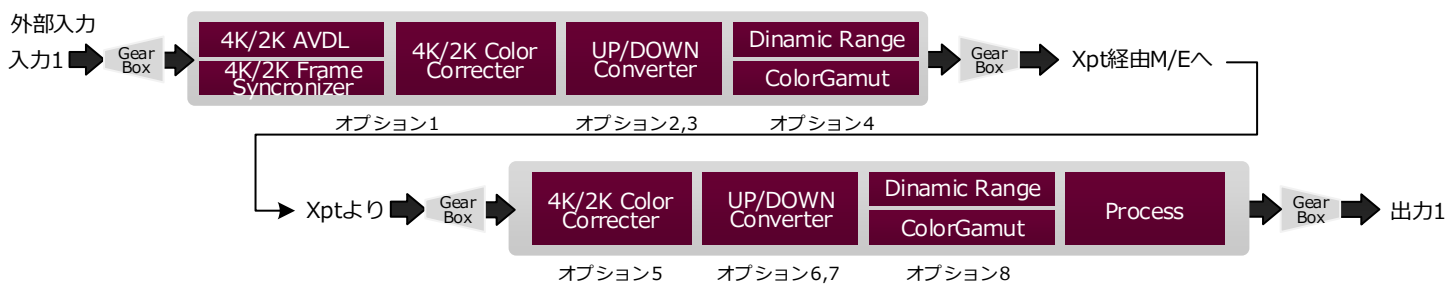 外部入力
入力1
Gear
Box
4K/2K AVDL
4K/2K Frame
Syncronizer
4K/2K Color
Correcter
UP/DOWN
Converter
Dinamic Range
ColorGamut
Gear
Box
Xpt経由M/Eへ
オプション1
オプション2,3
オプション4
Xptより
Gear
Box
4K/2K Color
Correcter
UP/DOWN
Converter
Dinamic Range
ColorGamut
Process
Gear
Box
出力1
オプション5
オプション6,7
オプション8